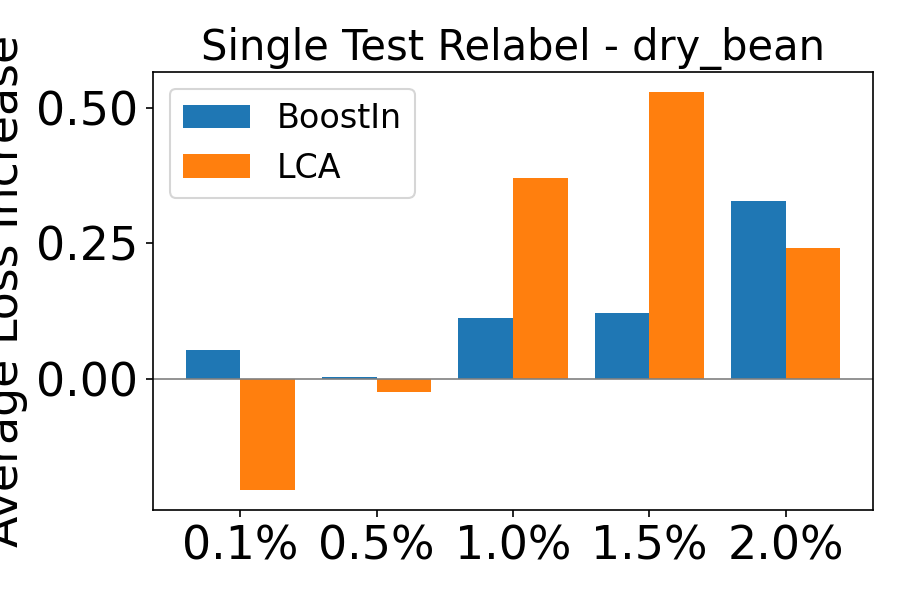 Single Test Relabel - dry_bean
Average Loss Increase
0.50
0.25
0.00
BoostIn
LCA
0.1% 0.5% 1.0% 1.5% 2.0%